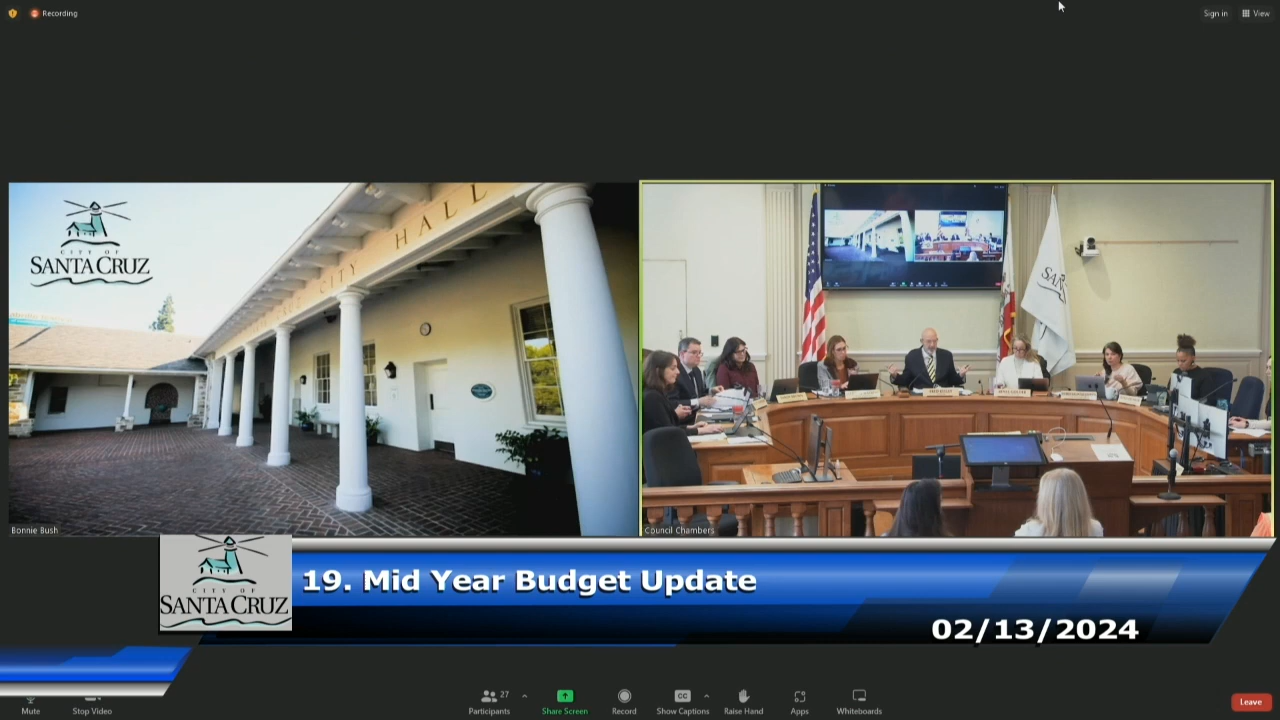 Recording
Sign in
View
CITY OF
SANTA CRUZ
CITY HALL
Bonnie Bush
Council Chambers
CITY OF
SANTA CRUZ
19. Mid Year Budget Update
02/13/2024
Mute
Stop Video
Participants
27
Share Screen
CC
Show Captions
Record
Raise Hand
Apps
Whiteboards
Leave